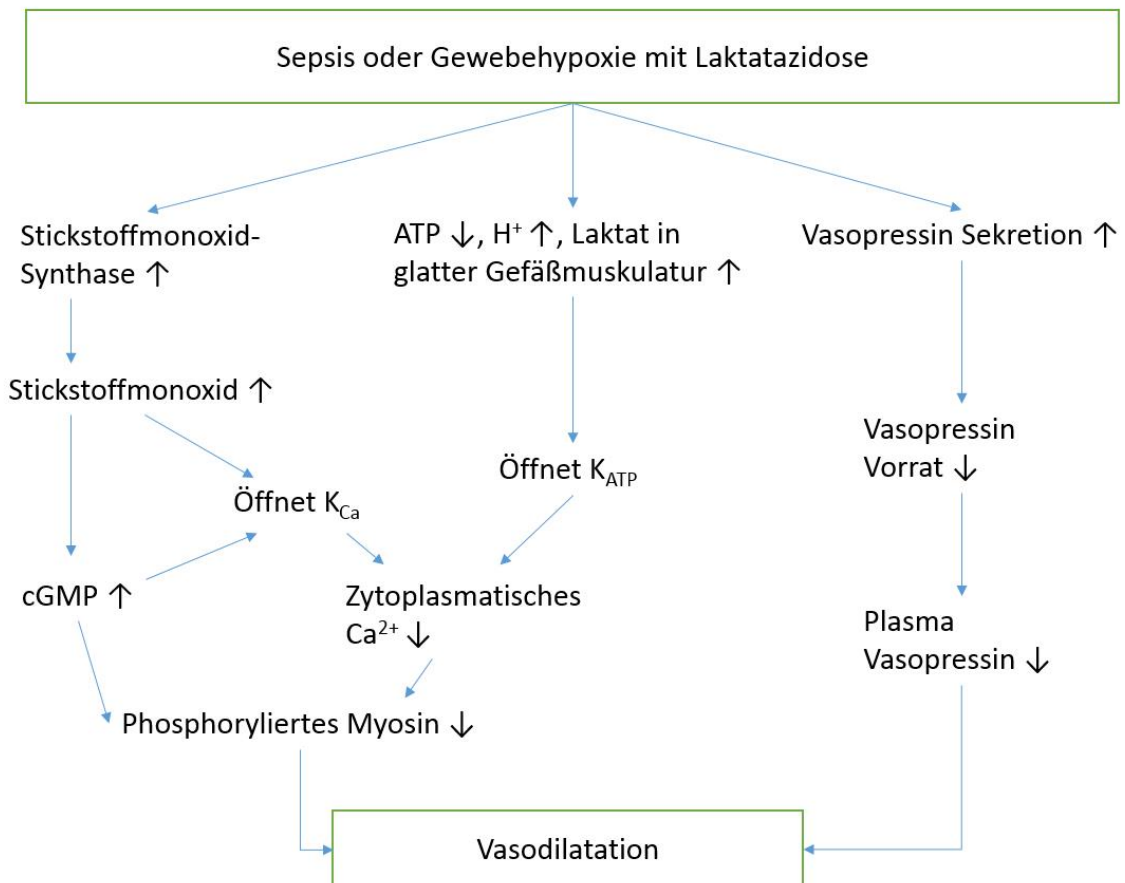 Sepsis oder Gewebehypoxie mit Laktatazidose
Stickstoffmonoxid-
Synthase ↑
ATP ↓, H⁺ ↑, Laktat in
glatter Gefäßmuskulatur ↑
Vasopressin Sekretion ↑
Stickstoffmonoxid ↑
Vasopressin
Vorrat ↓
Öffnet K_ATP
Öffnet K_Ca
cGMP ↑
Zytoplasmatisches
Ca²⁺ ↓
Plasma
Vasopressin ↓
Phosphoryliertes Myosin ↓
Vasodilatation